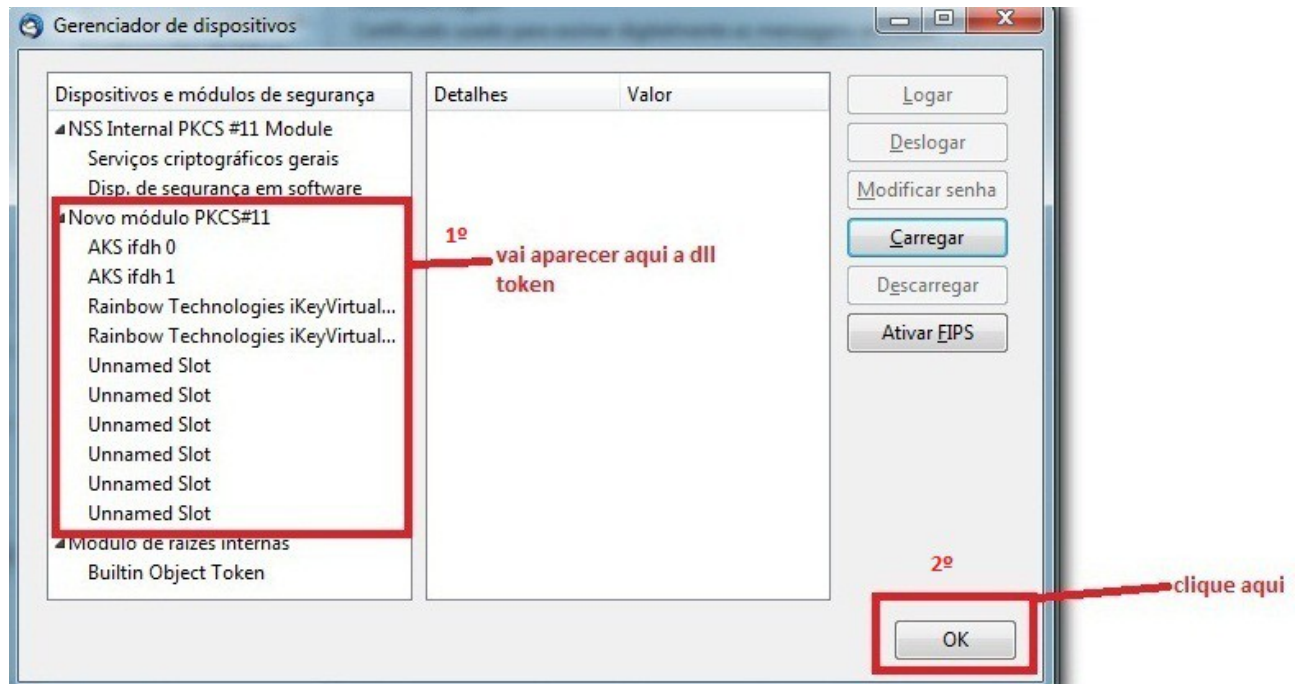 Gerenciador de dispositivos
Dispositivos e módulos de segurança
Detalhes
Valor
NSS Internal PKCS #11 Module
Serviços criptográficos gerais
Disp. de segurança em software
Novo módulo PKCS#11
AKS ifdh 0
AKS ifdh 1
Rainbow Technologies iKeyVirtual...
Rainbow Technologies iKeyVirtual...
Unnamed Slot
Unnamed Slot
Unnamed Slot
Unnamed Slot
Unnamed Slot
Unnamed Slot
Módulo de raízes internas
Builtin Object Token
1º
vai aparecer aqui a dll
token
Logar
Deslogar
Modificar senha
Carregar
Descarregar
Ativar FIPS
2º
clique aqui
OK